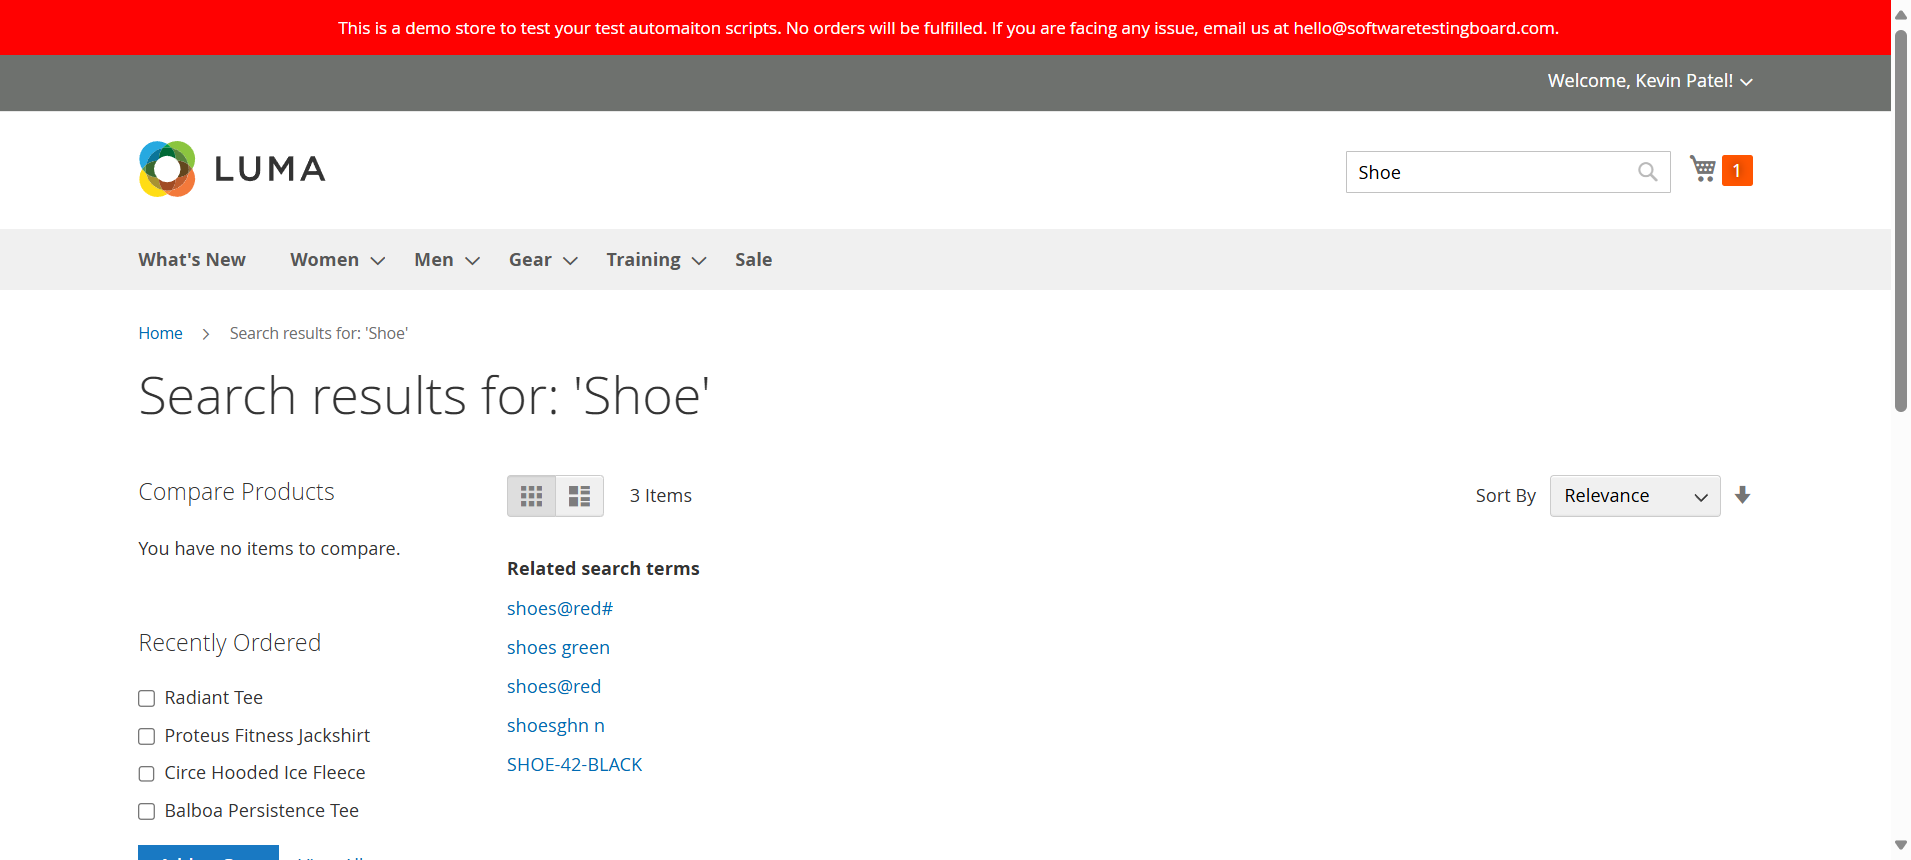 This is a demo store to test your test automaiton scripts. No orders will be fulfilled. If you are facing any issue, email us at hello@softwaretestingboard.com.
Welcome, Kevin Patel!
LUMA
Shoe
1
What's New Women Men Gear Training Sale
Home Search results for: 'Shoe'
Search results for: 'Shoe'
Compare Products
You have no items to compare.
Recently Ordered
Radiant Tee
Proteus Fitness Jackshirt
Circe Hooded Ice Fleece
Balboa Persistence Tee
3 Items
Sort By Relevance
Related search terms
shoes@red#
shoes green
shoes@red
shoesghn n
SHOE-42-BLACK